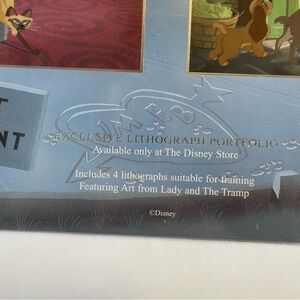 T
NT
EXCLUSIVE LITHOGRAPH PORTFOLIO
Available only at The Disney Store
Includes 4 lithographs suitable for framing
Featuring Art from Lady and The Tramp
©Disney